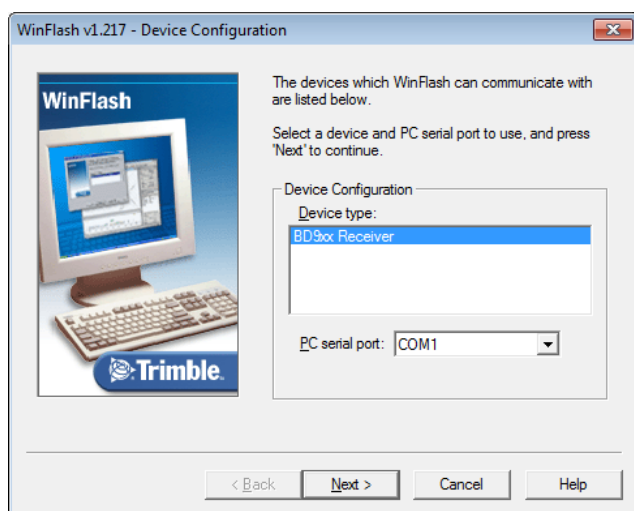 WinFlash v1.217 - Device Configuration
WinFlash
The devices which WinFlash can communicate with
are listed below.
Select a device and PC serial port to use, and press
'Next' to continue.
Device Configuration
Device type:
BD9xx Receiver
PC serial port: COM1
Trimble.
< Back Next > Cancel Help